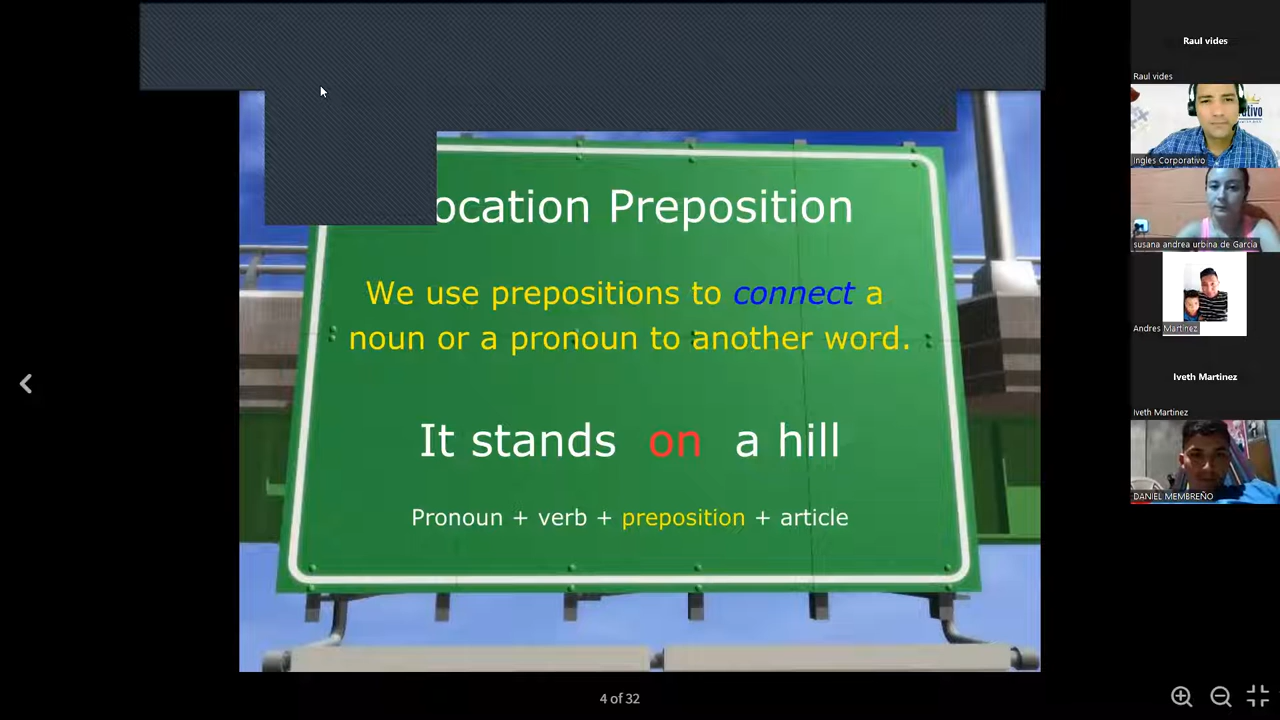 Raul vides
Raul vides
ativo
Ingles Corporativo
susana andrea urbina de Garcia
Andres Martinez
Iveth Martinez
Iveth Martinez
DANIEL MEMBREÑO
ocation Preposition
We use prepositions to connect a
noun or a pronoun to another word.
It stands on a hill
Pronoun + verb + preposition + article
4 of 32